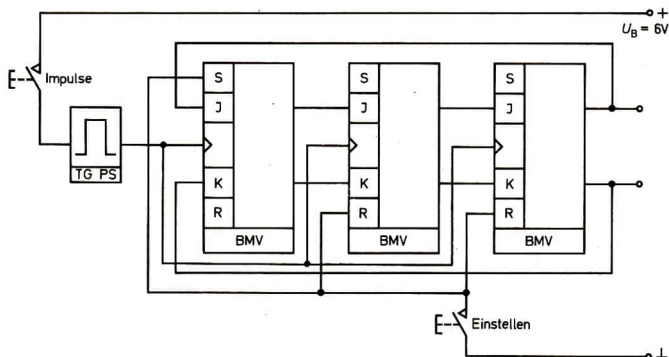 +
U_B = 6V
Impulse
S S S
J J J
TG PS
K K K
R R R
BMV BMV BMV
Einstellen
+